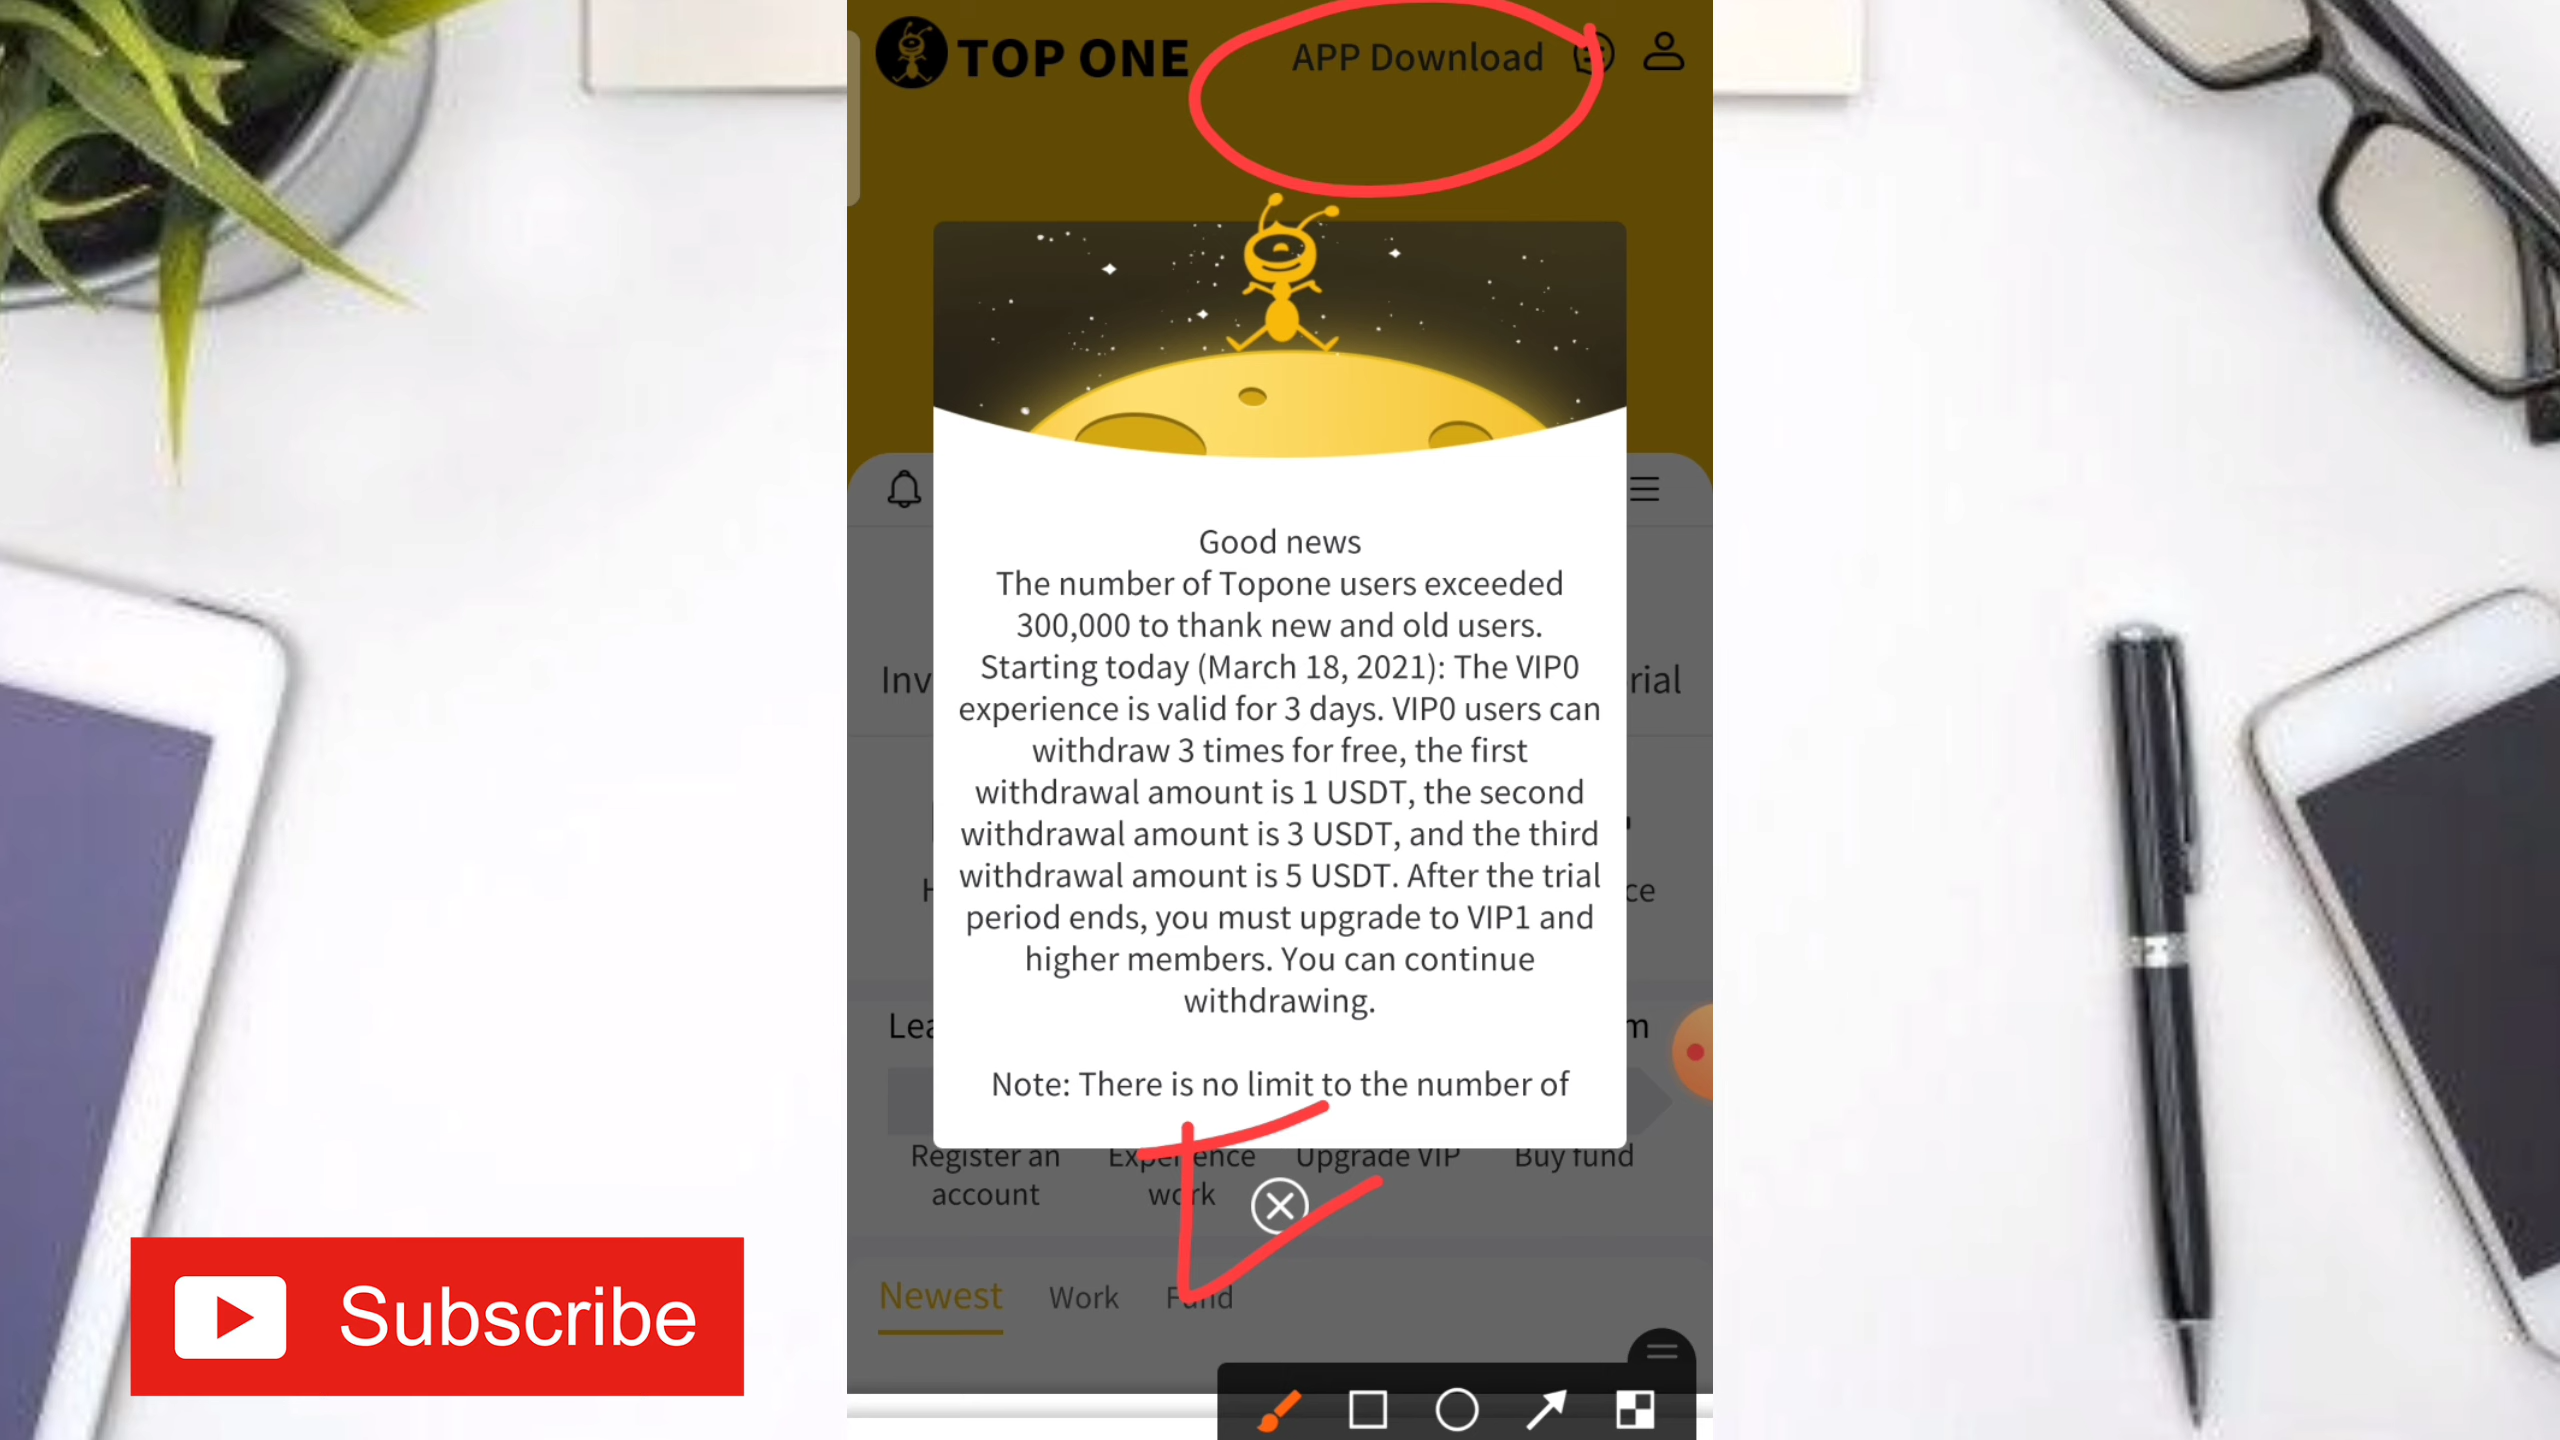 TOP ONE
APP Download
Good news
The number of Topone users exceeded
300,000 to thank new and old users.
Starting today (March 18, 2021): The VIP0
experience is valid for 3 days. VIP0 users can
withdraw 3 times for free, the first
withdrawal amount is 1 USDT, the second
withdrawal amount is 3 USDT, and the third
withdrawal amount is 5 USDT. After the trial
period ends, you must upgrade to VIP1 and
higher members. You can continue
withdrawing.
Note: There is no limit to the number of
Register an account
Experience work
Upgrade VIP
Buy fund
Newest Work Fund
Subscribe